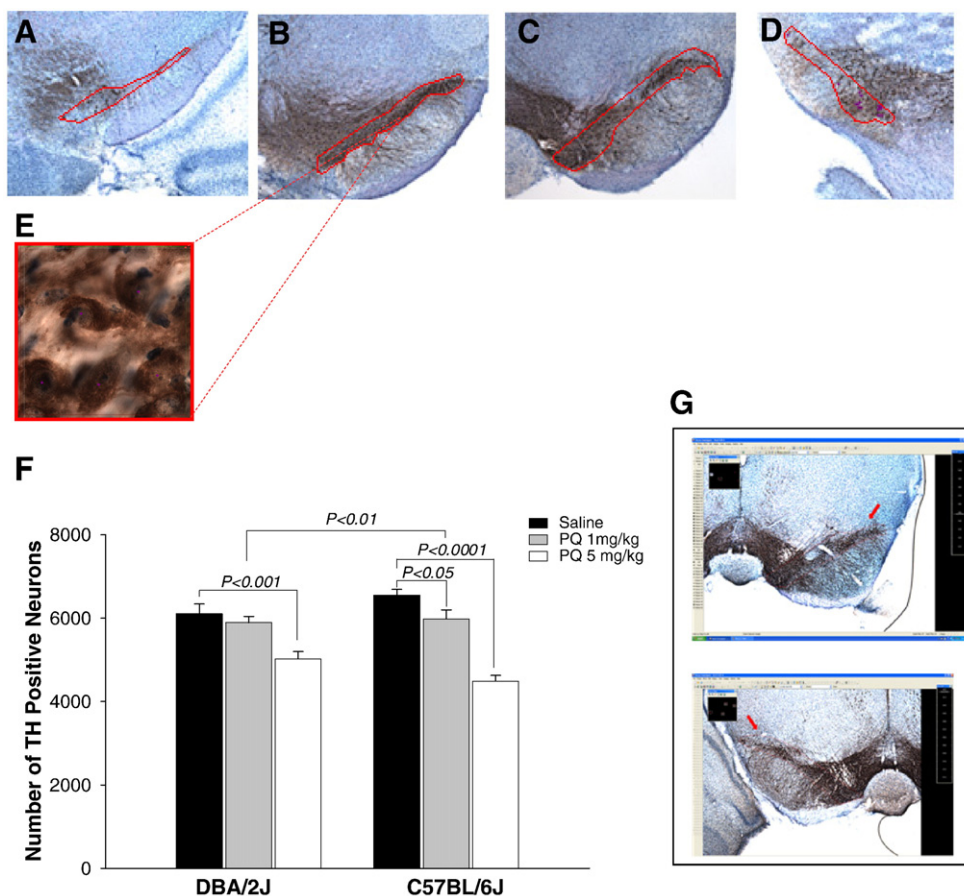 A
B
C
D
E
F
G
Number of TH Positive Neurons
8000
6000
4000
2000
0
P<0.01
P<0.001
P<0.0001
P<0.05
Saline
PQ 1mg/kg
PQ 5 mg/kg
DBA/2J
C57BL/6J